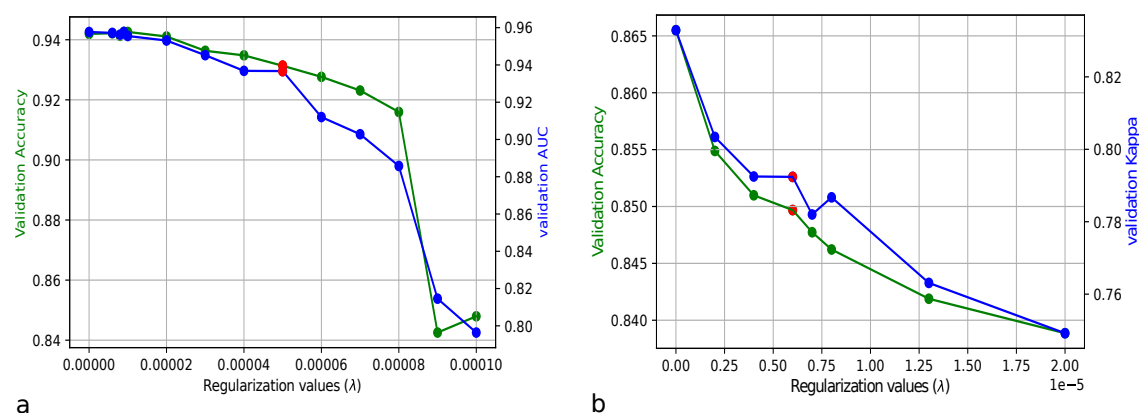 Validation Accuracy
0.94
0.92
0.90
0.88
0.86
0.84
0.96
0.94
0.92
0.90
0.88
0.86
0.84
0.82
0.80
validation AUC
0.00000 0.00002 0.00004 0.00006 0.00008 0.00010
Regularization values (λ)
a
Validation Accuracy
0.865
0.860
0.855
0.850
0.845
0.840
0.82
0.80
0.78
0.76
validation Kappa
0.00 0.25 0.50 0.75 1.00 1.25 1.50 1.75 2.00
Regularization values (λ)
1e-5
b